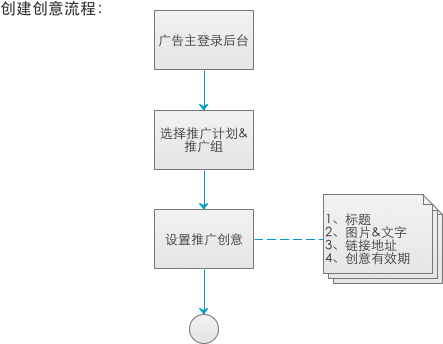 创建创意流程：
广告主登录后台
选择推广计划&
推广组
设置推广创意
1、标题
2、图片&文字
3、链接地址
4、创意有效期